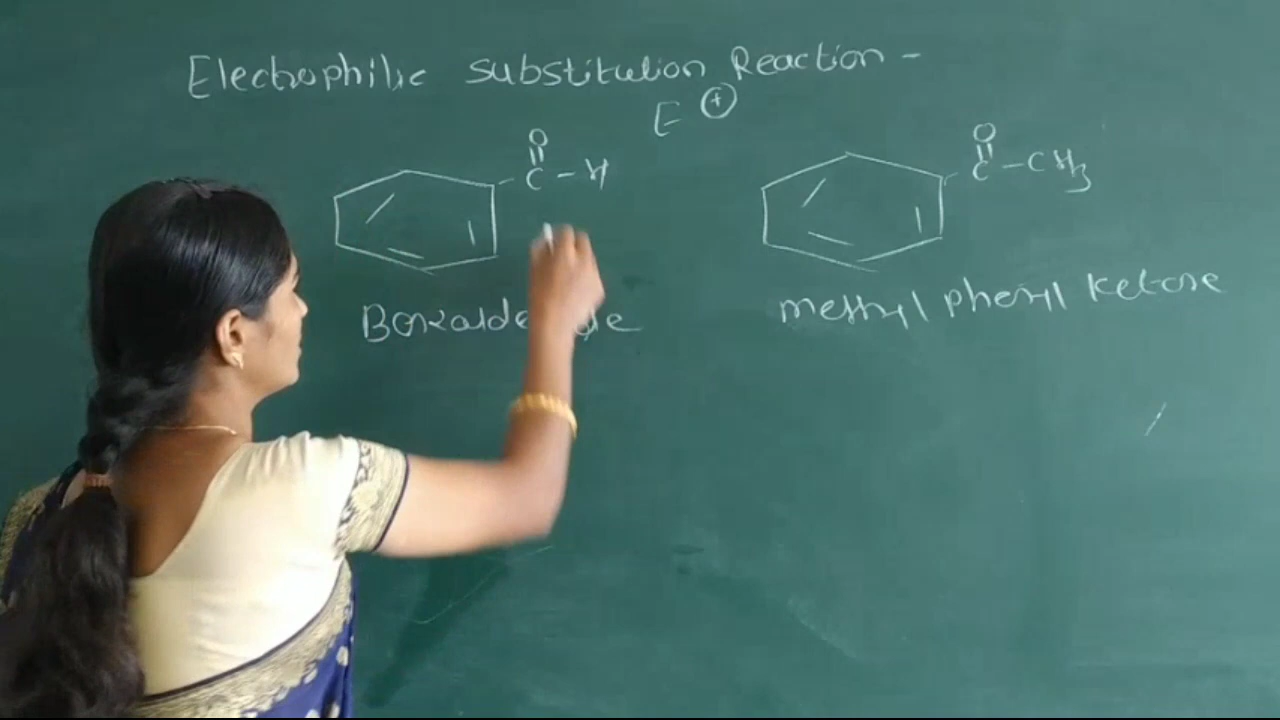 Electrophilic substitution Reaction -
E ⊕
O O
C - H C - CH3
methyl phenyl ketone